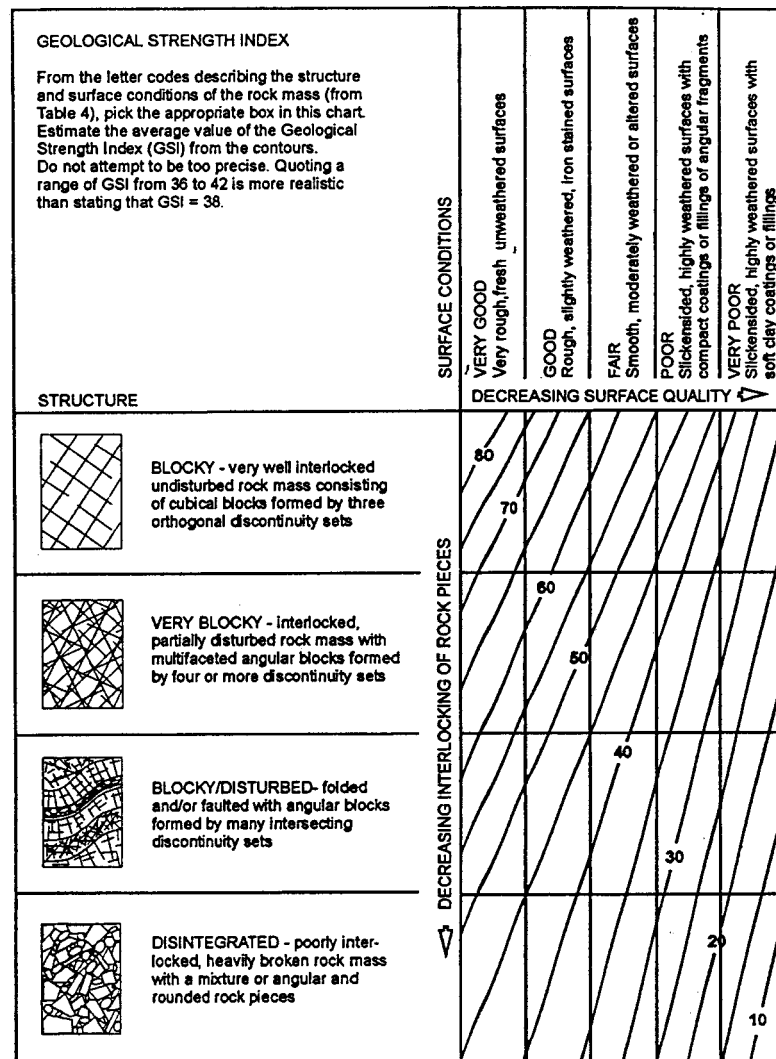 GEOLOGICAL STRENGTH INDEX
From the letter codes describing the structure
and surface conditions of the rock mass (from
Table 4), pick the appropriate box in this chart.
Estimate the average value of the Geological
Strength Index (GSI) from the contours.
Do not attempt to be too precise. Quoting a
range of GSI from 36 to 42 is more realistic
than stating that GSI = 38.
SURFACE CONDITIONS
VERY GOOD
Very rough, fresh unweathered surfaces
GOOD
Rough, slightly weathered, iron stained surfaces
FAIR
Smooth, moderately weathered or altered surfaces
POOR
Slickensided, highly weathered surfaces with
compact coatings or fillings of angular fragments
VERY POOR
Slickensided, highly weathered surfaces with
soft clay coatings or fillings
STRUCTURE
DECREASING SURFACE QUALITY
BLOCKY - very well interlocked
undisturbed rock mass consisting
of cubical blocks formed by three
orthogonal discontinuity sets
VERY BLOCKY - interlocked,
partially disturbed rock mass with
multifaceted angular blocks formed
by four or more discontinuity sets
BLOCKY/DISTURBED- folded
and/or faulted with angular blocks
formed by many intersecting
discontinuity sets
DISINTEGRATED - poorly inter-
locked, heavily broken rock mass
with a mixture or angular and
rounded rock pieces
DECREASING INTERLOCKING OF ROCK PIECES
80
70
60
50
40
30
20
10